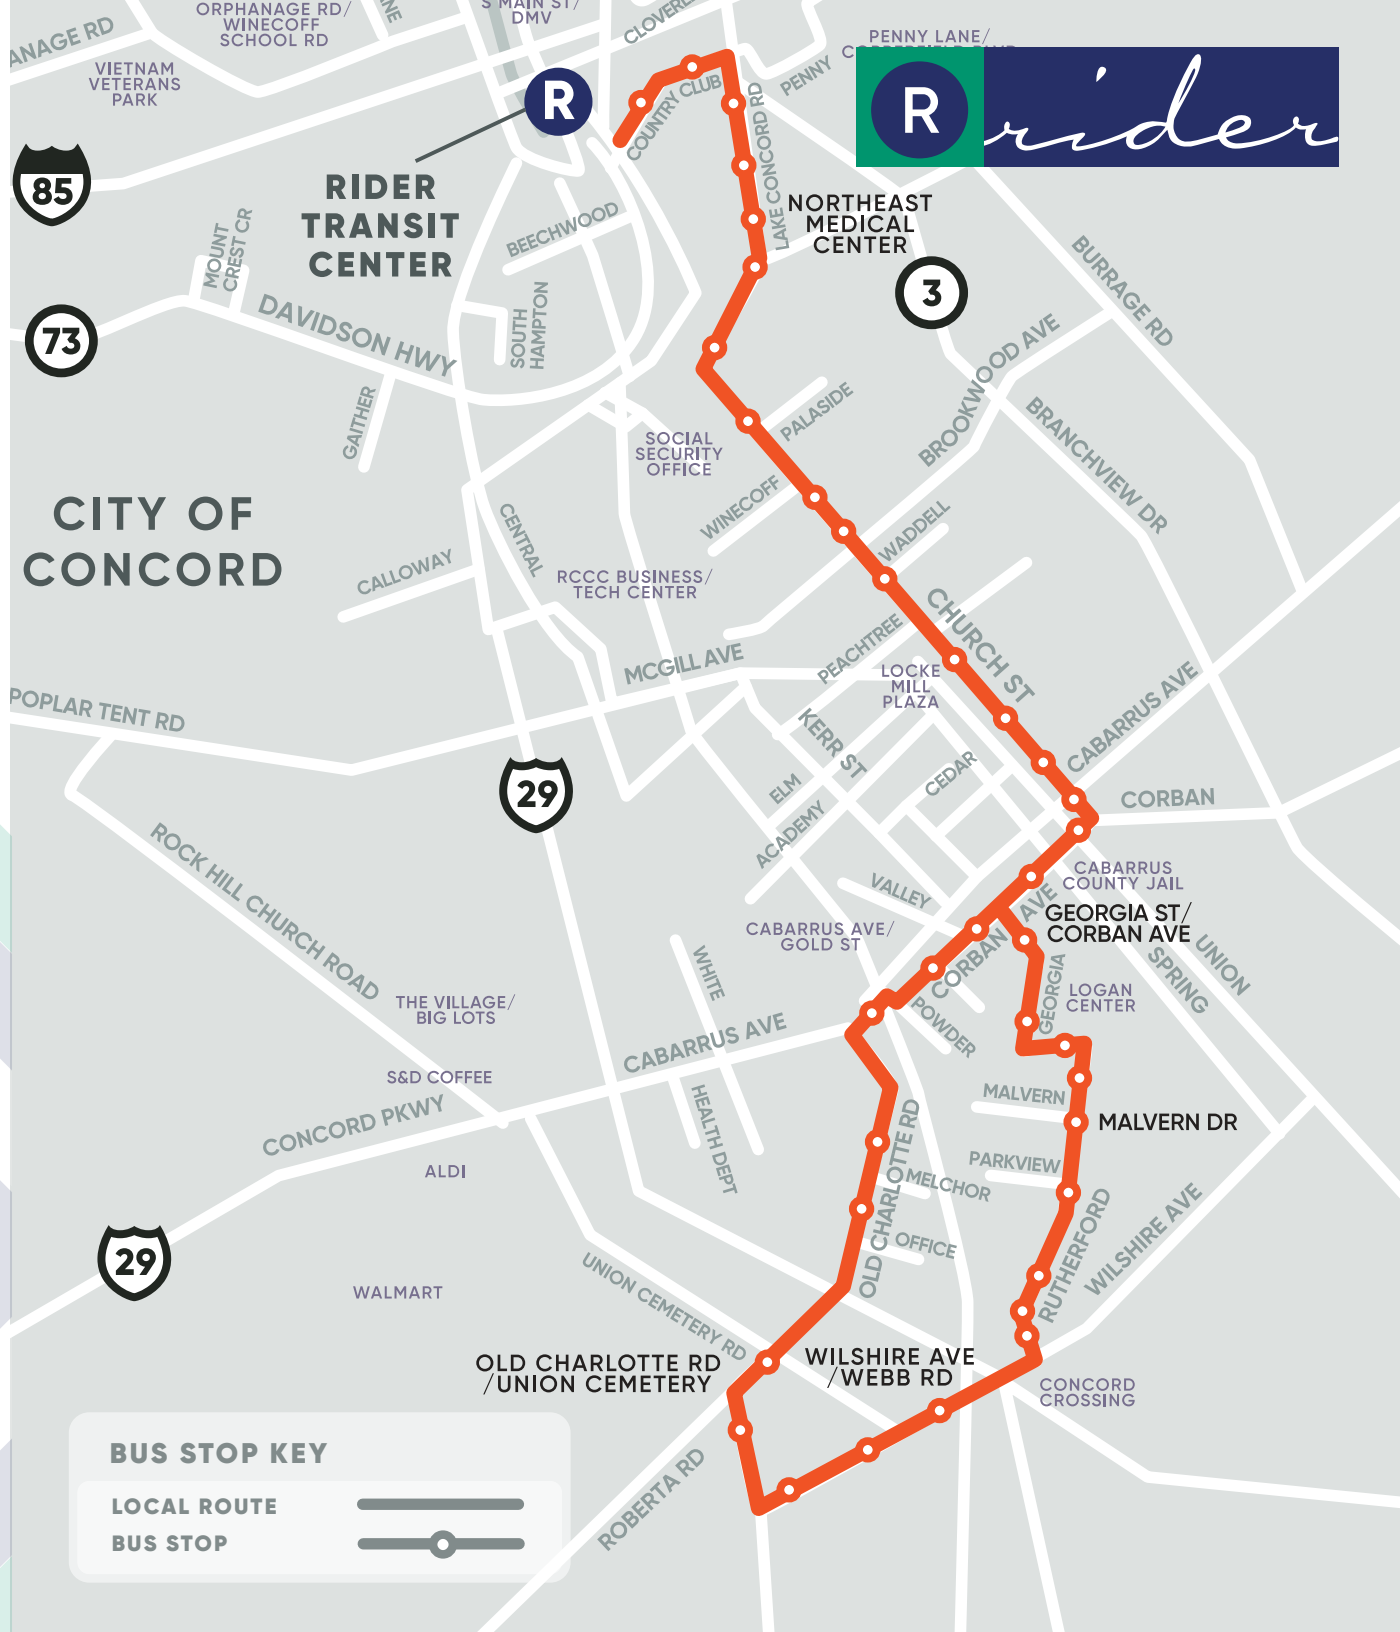 ORPHANAGE RD/
WINECOFF
SCHOOL RD
S MAIN ST/
DMV
PENNY LANE/
VIETNAM
VETERANS
PARK
COUNTRY CLUB
PENNY
LAKE CONCORD RD
R
R
rider
85
RIDER
TRANSIT
CENTER
NORTHEAST
MEDICAL
CENTER
BEECHWOOD
MOUNT
CREST CR
BURRAGE RD
3
73
DAVIDSON HWY
SOUTH
HAMPTON
BROOKWOOD AVE
GAITHER
PALASIDE
BRANCHVIEW DR
SOCIAL
SECURITY
OFFICE
CITY OF
CONCORD
WINECOFF
WADDELL
CENTRAL
CALLOWAY
RCCC BUSINESS/
TECH CENTER
CHURCH ST
PEACHTREE
MCGILL AVE
LOCKE
MILL
PLAZA
CABARRUS AVE
POPLAR TENT RD
KERR ST
CEDAR
ELM
29
CORBAN
ACADEMY
ROCK HILL CHURCH ROAD
VALLEY
CABARRUS
COUNTY JAIL
GEORGIA ST/
CORBAN AVE
CABARRUS AVE/
GOLD ST
CORBAN AVE
UNION
SPRING
WHITE
GEORGIA
LOGAN
CENTER
THE VILLAGE/
BIG LOTS
POWDER
CABARRUS AVE
S&D COFFEE
CONCORD PKWY
HEALTH DEPT
MALVERN
MALVERN DR
OLD CHARLOTTE RD
PARKVIEW
ALDI
MELCHOR
RUTHERFORD
WILSHIRE AVE
29
OFFICE
UNION CEMETERY RD
WALMART
OLD CHARLOTTE RD
/UNION CEMETERY
WILSHIRE AVE
/WEBB RD
CONCORD
CROSSING
ROBERTA RD
BUS STOP KEY
LOCAL ROUTE
BUS STOP